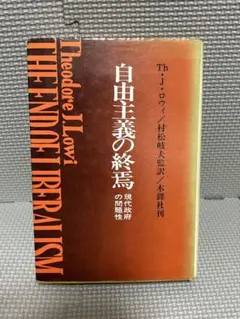 Theodore J. Lowi
THE END OF LIBERALISM
自由主義の終焉
現代政府
の問題性
Th・J・ロウィ／村松岐夫監訳／木鐸社刊